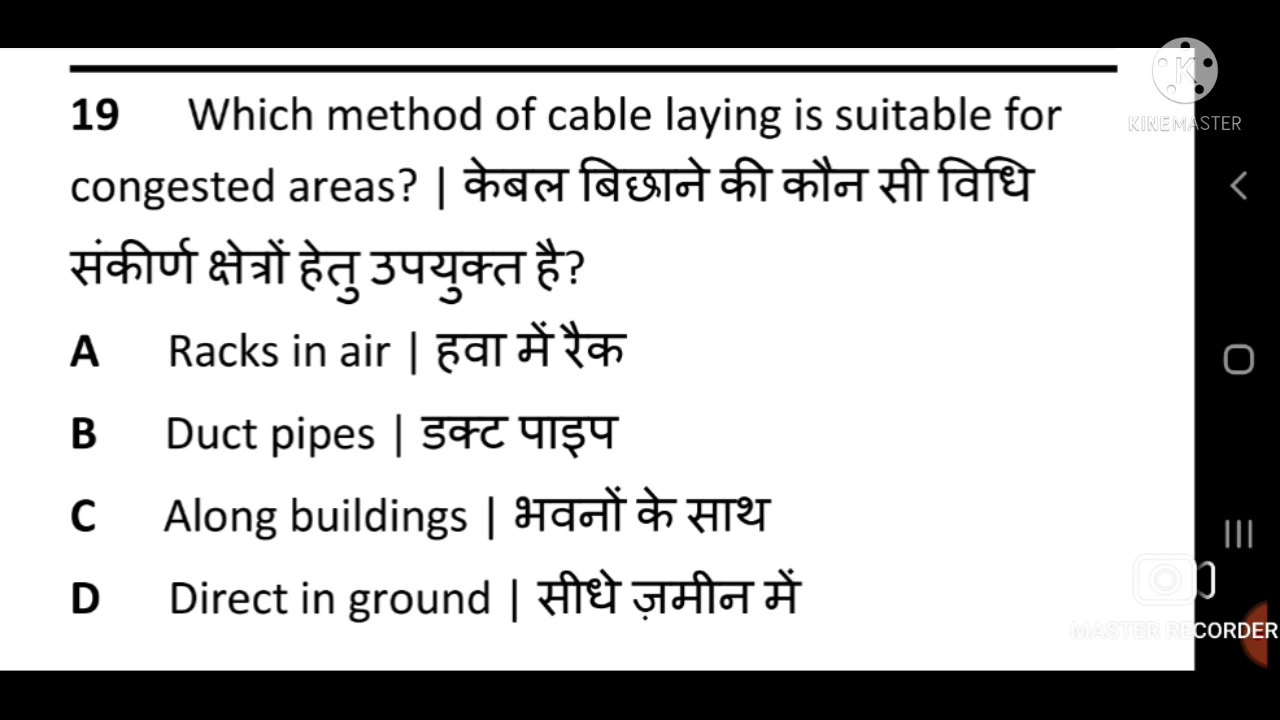 19 Which method of cable laying is suitable for
congested areas? | केबल बिछाने की कौन सी विधि
संकीर्ण क्षेत्रों हेतु उपयुक्त है?
A Racks in air | हवा में रैक
B Duct pipes | डक्ट पाइप
C Along buildings | भवनों के साथ
D Direct in ground | सीधे ज़मीन में
K
KINEMASTER
MASTER RECORDER